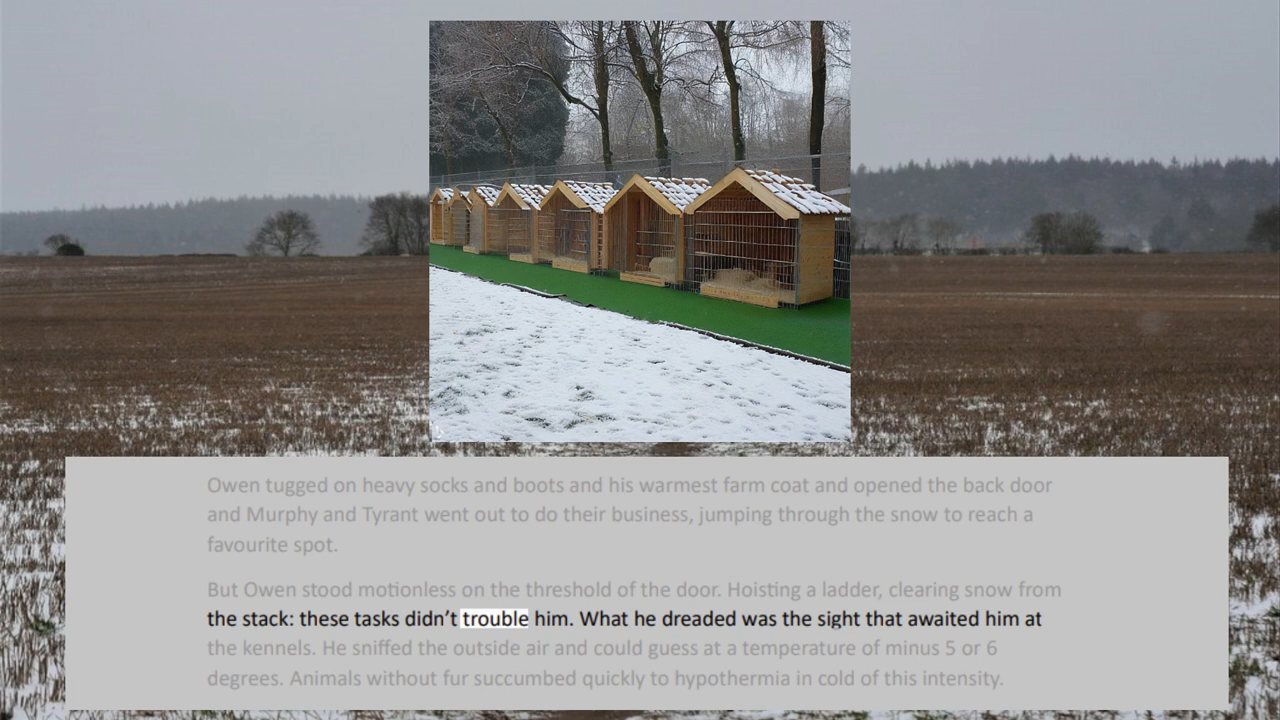 Owen tugged on heavy socks and boots and his warmest farm coat and opened the back door
and Murphy and Tyrant went out to do their business, jumping through the snow to reach a
favourite spot.
But Owen stood motionless on the threshold of the door. Hoisting a ladder, clearing snow from
the stack: these tasks didn’t trouble him. What he dreaded was the sight that awaited him at
the kennels. He sniffed the outside air and could guess at a temperature of minus 5 or 6
degrees. Animals without fur succumbed quickly to hypothermia in cold of this intensity.